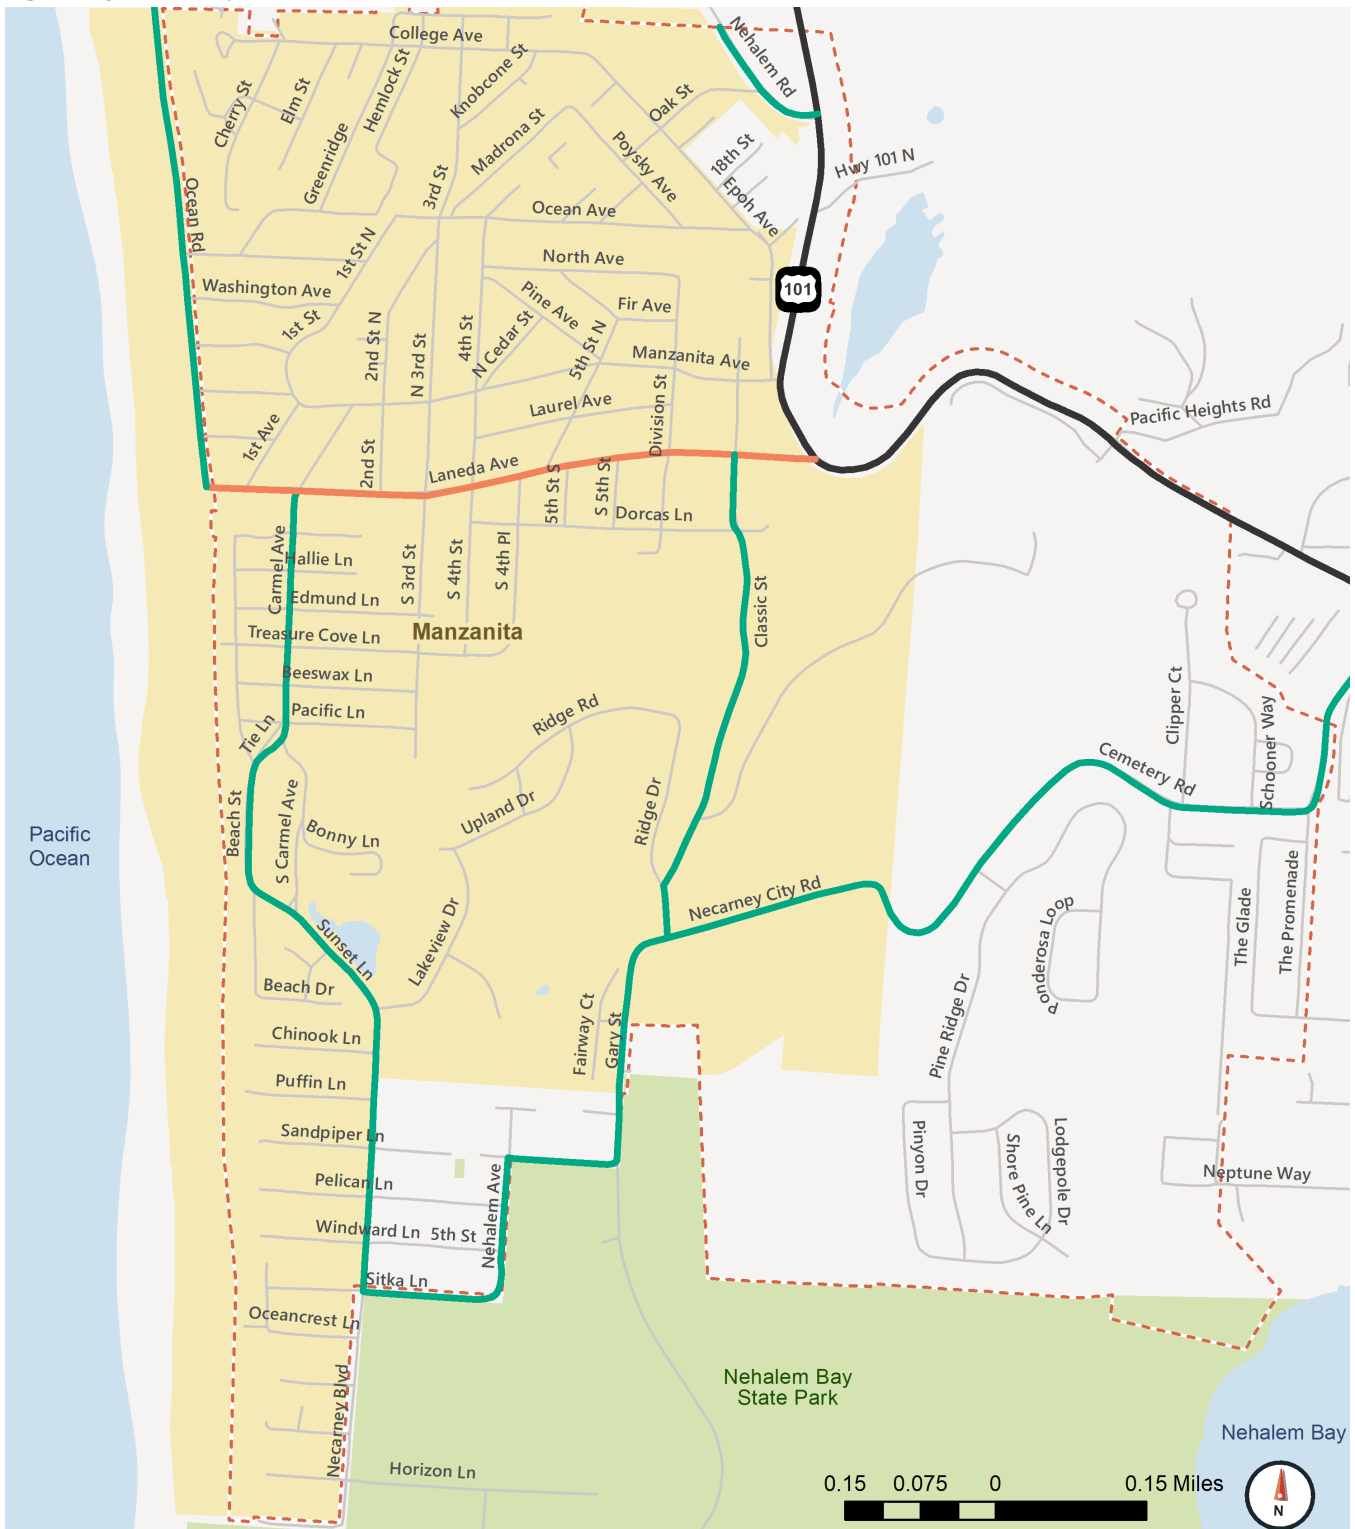 College Ave
Nehalem Rd
Cherry St
Elm St
Hemlock St
Knobcone St
Oak St
Greenridge
Madrona St
Poysky Ave
18th St
Epoh Ave
Hwy 101 N
3rd St
Ocean Rd
Ocean Ave
1st St N
North Ave
Washington Ave
101
Pine Ave
Fir Ave
1st St
2nd St N
N 3rd St
4th St
N Cedar St
5th St N
Manzanita Ave
Laurel Ave
Division St
Pacific Heights Rd
1st Ave
2nd St
Laneda Ave
5th St S
S 5th St
Dorcas Ln
Carmel Ave
Hallie Ln
S 3rd St
S 4th St
S 4th Pl
Edmund Ln
Classic St
Treasure Cove Ln
Manzanita
Beeswax Ln
Pacific Ln
Tie Ln
Ridge Rd
Clipper Ct
Schooner Way
Cemetery Rd
Beach St
S Carmel Ave
Bonny Ln
Upland Dr
Ridge Dr
Pacific
Ocean
Necarney City Rd
Sunset Ln
Lakeview Dr
Ponderosa Loop
The Glade
The Promenade
Beach Dr
Chinook Ln
Fairway Ct
Gary St
Pine Ridge Dr
Puffin Ln
Sandpiper Ln
Pelican Ln
Nehalem Ave
Pinyon Dr
Shore Pine Ln
Lodgepole Dr
Neptune Way
Windward Ln
5th St
Sitka Ln
Oceancrest Ln
Necarney Blvd
Nehalem Bay
State Park
Nehalem Bay
Horizon Ln
0.15 0.075 0 0.15 Miles
N